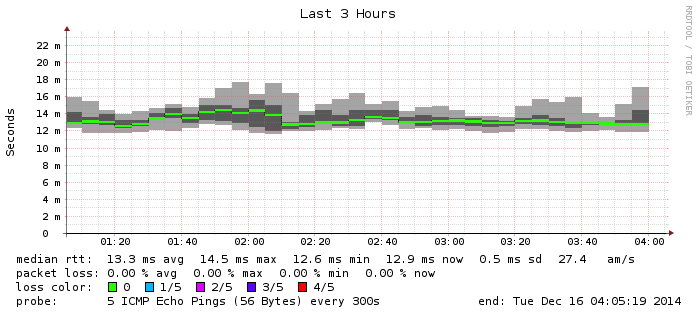 Last 3 Hours
RRDTOOL / TOBI OETIKER
Seconds
22 m
20 m
18 m
16 m
14 m
12 m
10 m
8 m
6 m
4 m
2 m
0
01:20 01:40 02:00 02:20 02:40 03:00 03:20 03:40 04:00
median rtt: 13.3 ms avg 14.5 ms max 12.6 ms min 12.9 ms now 0.5 ms sd 27.4 am/s
packet loss: 0.00 % avg 0.00 % max 0.00 % min 0.00 % now
loss color: 0 1/5 2/5 3/5 4/5
probe: 5 ICMP Echo Pings (56 Bytes) every 300s end: Tue Dec 16 04:05:19 2014